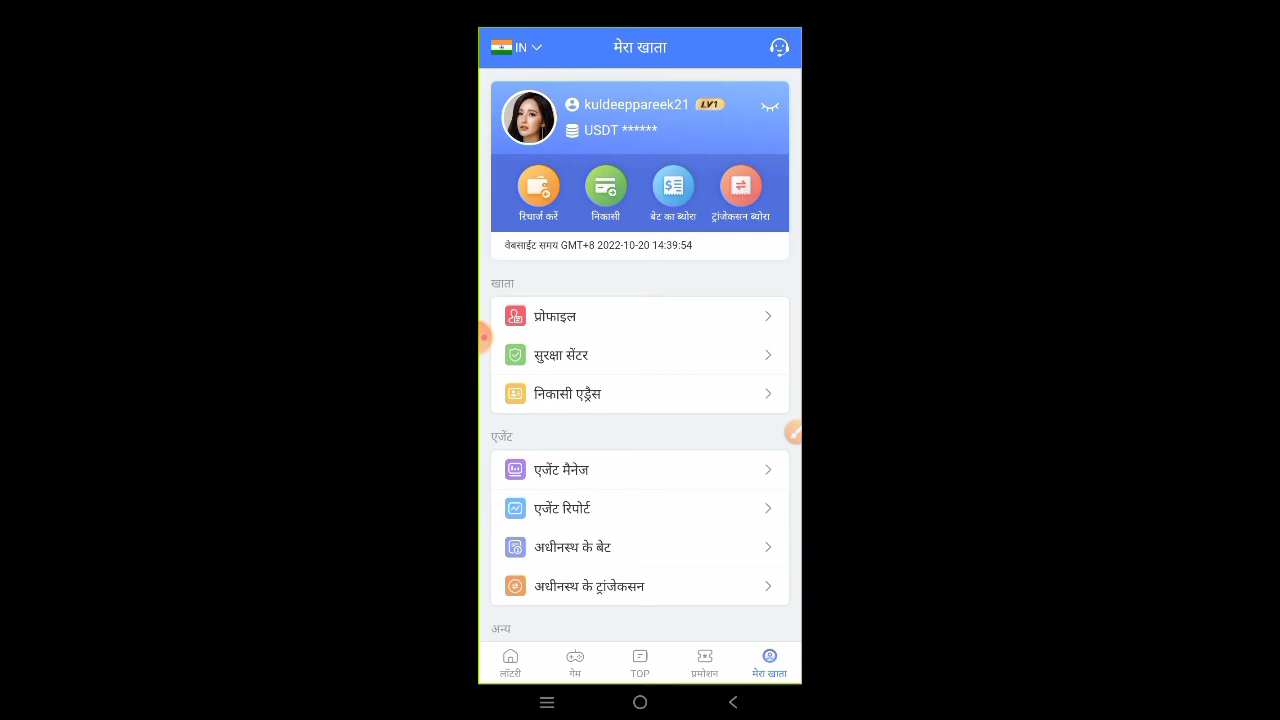 IN
मेरा खाता
kuldeeppareek21 LV1
USDT ******
रिचार्ज करें
निकासी
बेट का ब्योरा
ट्रांजेकसन ब्योरा
वेबसाईट समय GMT+8 2022-10-20 14:39:54
खाता
प्रोफाइल
सुरक्षा सेंटर
निकासी एड्रैस
एजेंट
एजेंट मैनेज
एजेंट रिपोर्ट
अधीनस्थ के बेट
अधीनस्थ के ट्रांजेकसन
अन्य
लॉटरी
गेम
TOP
प्रमोशन
मेरा खाता